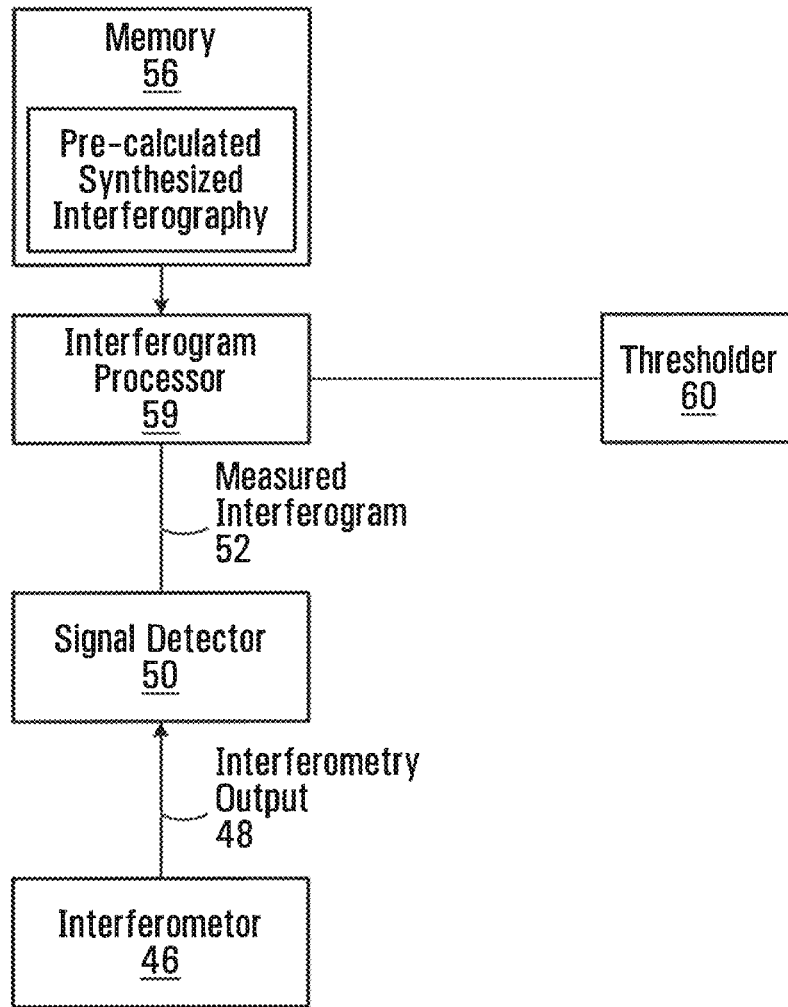 Memory
56
Pre-calculated
Synthesized
Interferography
Interferogram
Processor
59
Thresholder
60
Measured
Interferogram
52
Signal Detector
50
Interferometry
Output
48
Interferometor
46